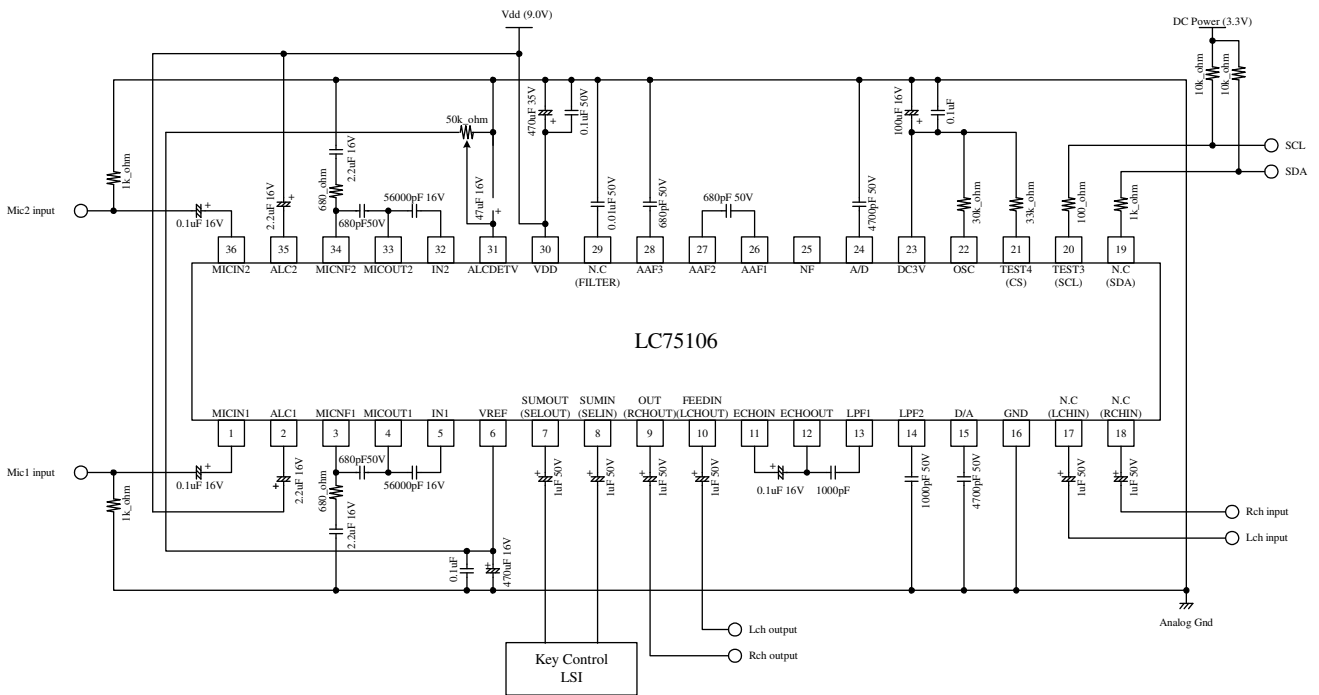 Vdd (9.0V)
DC Power (3.3V)
10k_ohm
10k_ohm
50k_ohm
470uF 35V
+
0.1uF 50V
100uF 16V
+
0.1uF
SCL
SDA
1k_ohm
2.2uF 16V
680_ohm
56000pF 16V
680pF50V
47uF 16V
+
0.01uF 50V
680pF 50V
680pF 50V
4700pF 50V
30k_ohm
33k_ohm
100_ohm
1k_ohm
Mic2 input
+
0.1uF 16V
2.2uF 16V
+
36
35
34
33
32
31
30
29
28
27
26
25
24
23
22
21
20
19
MICIN2
ALC2
MICNF2
MICOUT2
IN2
ALCDETV
VDD
N.C
(FILTER)
AAF3
AAF2
AAF1
NF
A/D
DC3V
OSC
TEST4
(CS)
TEST3
(SCL)
N.C
(SDA)
LC75106
MICIN1
ALC1
MICNF1
MICOUT1
IN1
VREF
SUMOUT
(SELOUT)
SUMIN
(SELIN)
OUT
(RCHOUT)
FEEDIN
(LCHOUT)
ECHOIN
ECHOOUT
LPF1
LPF2
D/A
GND
N.C
(LCHIN)
N.C
(RCHIN)
1
2
3
4
5
6
7
8
9
10
11
12
13
14
15
16
17
18
Mic1 input
+
0.1uF 16V
1k_ohm
+
2.2uF 16V
680pF50V
680_ohm
56000pF 16V
2.2uF 16V
0.1uF
+
470uF 16V
+
1uF 50V
+
1uF 50V
+
1uF 50V
+
1uF 50V
+
0.1uF 16V
1000pF
1000pF 50V
4700pF 50V
+
1uF 50V
+
1uF 50V
Rch input
Lch input
Analog Gnd
Lch output
Rch output
Key Control
LSI